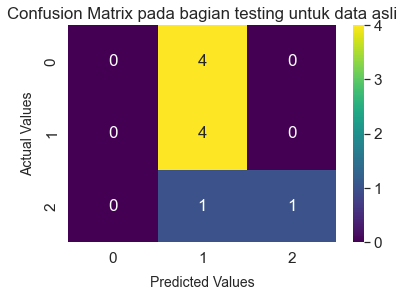 Confusion Matrix pada bagian testing untuk data asli
Actual Values
0 0 4 0
1 0 4 0
2 0 1 1
0 1 2
Predicted Values
4
3
2
1
0